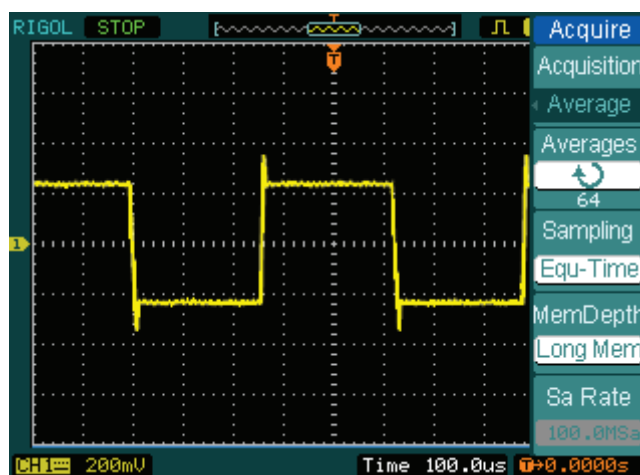 RIGOL STOP T
Acquire
T
Acquisition
Average
Averages
64
Sampling
Equ-Time
MemDepth
Long Mem
Sa Rate
100.0MSa
1
CH1 200mV Time 100.0us T→0.0000s